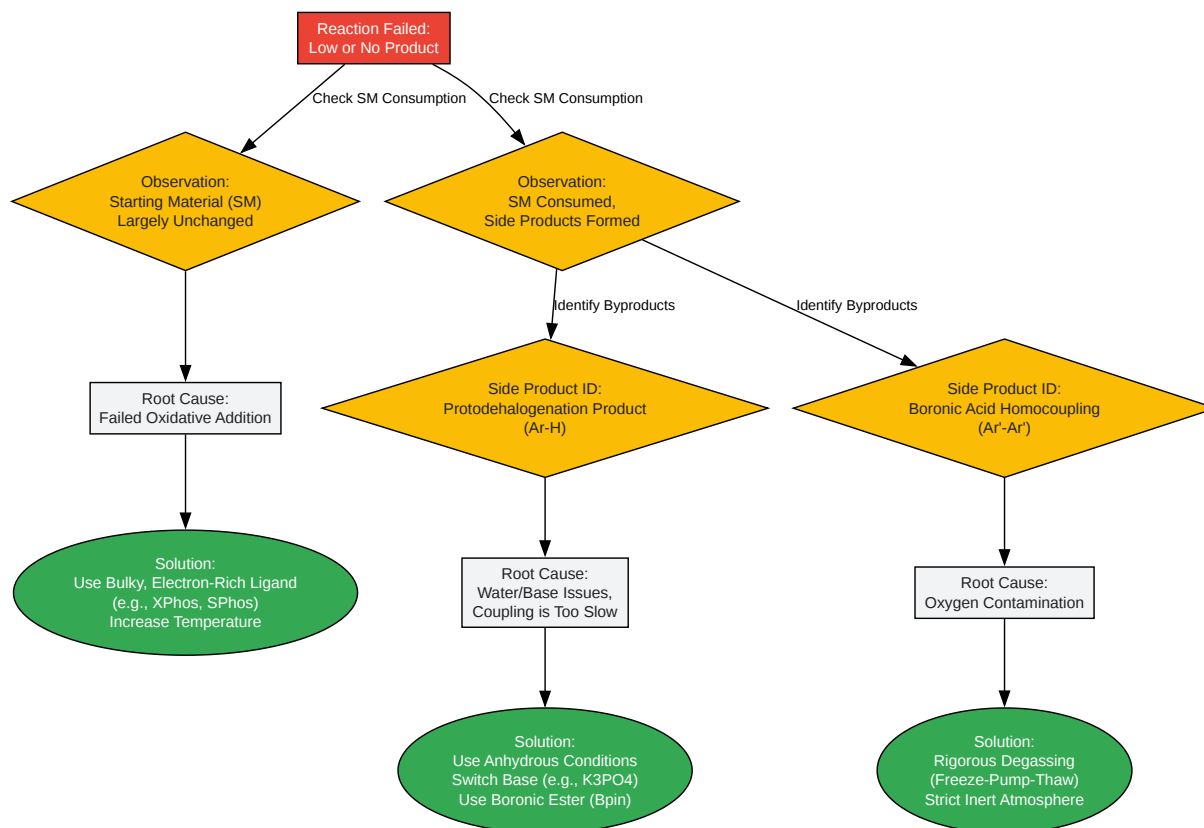 Reaction Failed:
Low or No Product
Check SM Consumption
Check SM Consumption
Observation:
Starting Material (SM)
Largely Unchanged
Observation:
SM Consumed,
Side Products Formed
Identify Byproducts
Identify Byproducts
Root Cause:
Failed Oxidative Addition
Side Product ID:
Protodehalogenation Product
(Ar-H)
Side Product ID:
Boronic Acid Homocoupling
(Ar'-Ar')
Solution:
Use Bulky, Electron-Rich Ligand
(e.g., XPhos, SPhos)
Increase Temperature
Root Cause:
Water/Base Issues,
Coupling is Too Slow
Root Cause:
Oxygen Contamination
Solution:
Use Anhydrous Conditions
Switch Base (e.g., K3PO4)
Use Boronic Ester (Bpin)
Solution:
Rigorous Degassing
(Freeze-Pump-Thaw)
Strict Inert Atmosphere